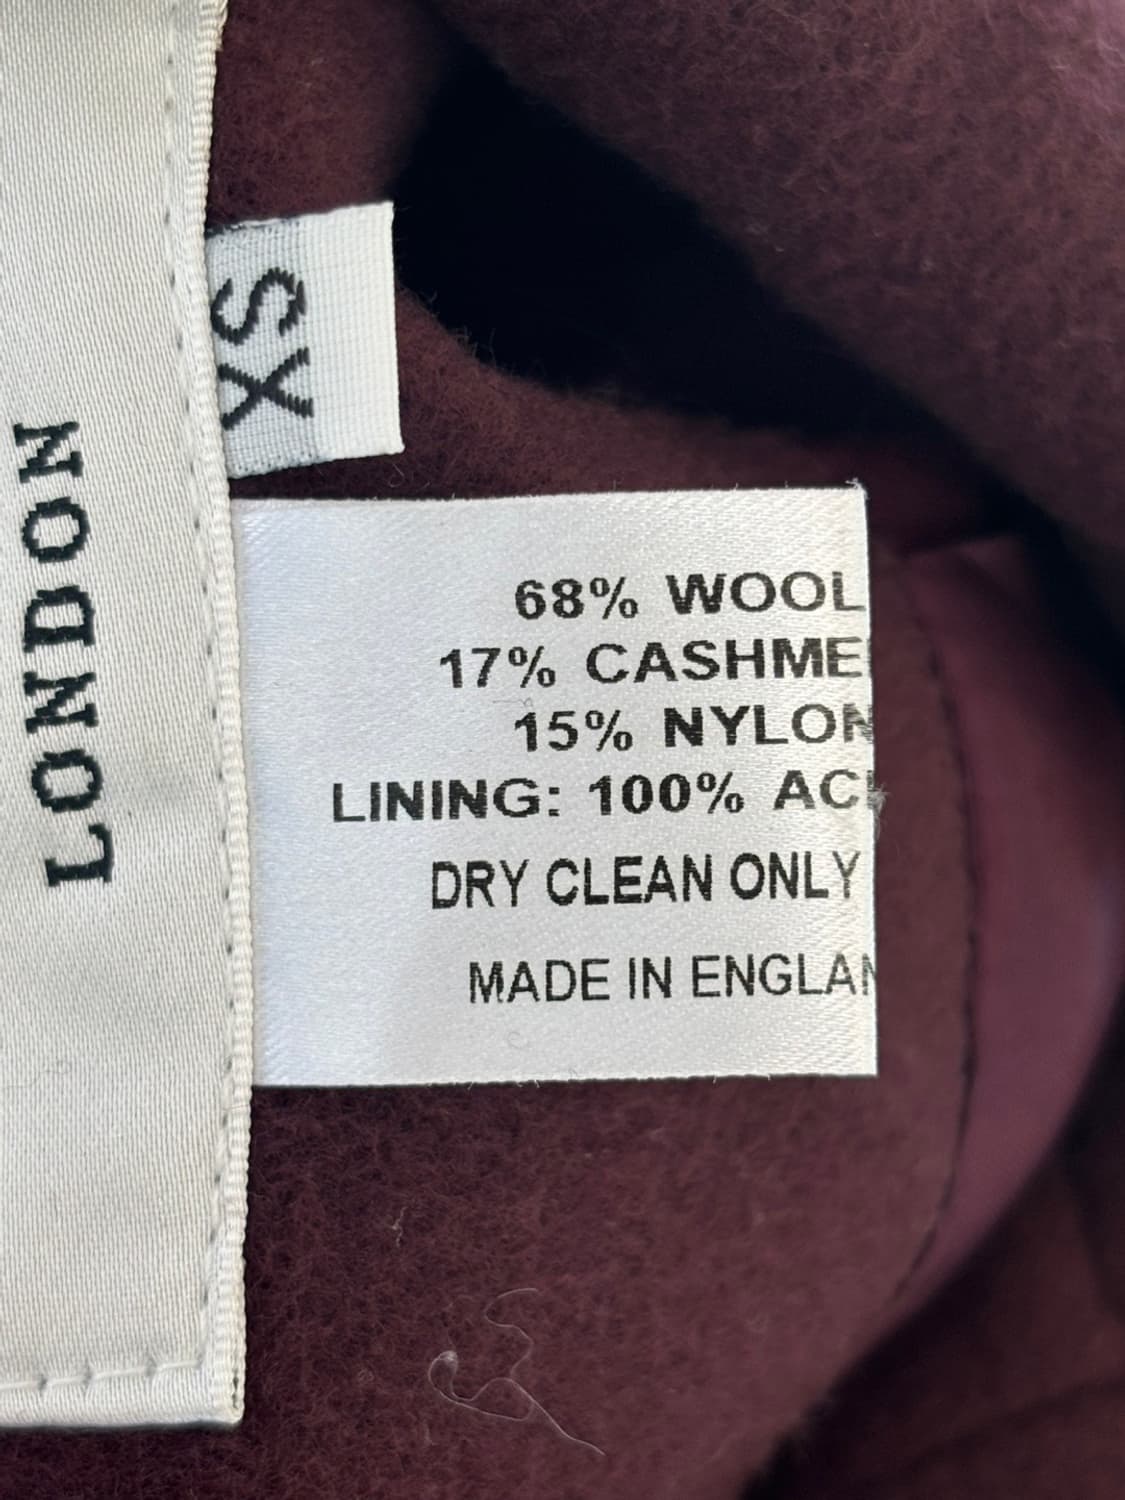 LONDON
XS
68% WOOL
17% CASHME
15% NYLON
LINING: 100% AC
DRY CLEAN ONLY
MADE IN ENGLAN